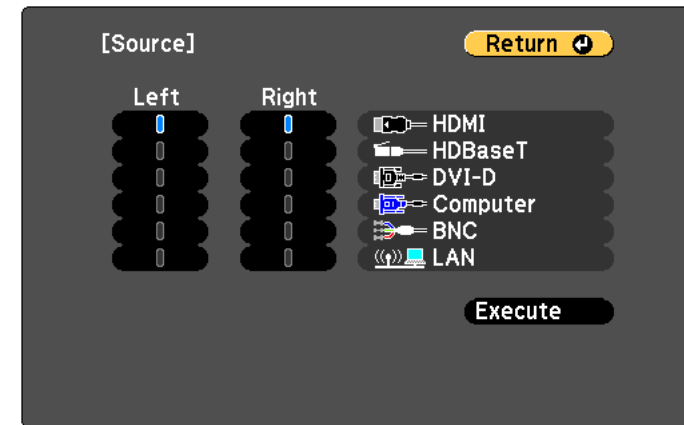 [Source]
Return
Left Right
HDMI
HDBaseT
DVI-D
Computer
BNC
LAN
Execute